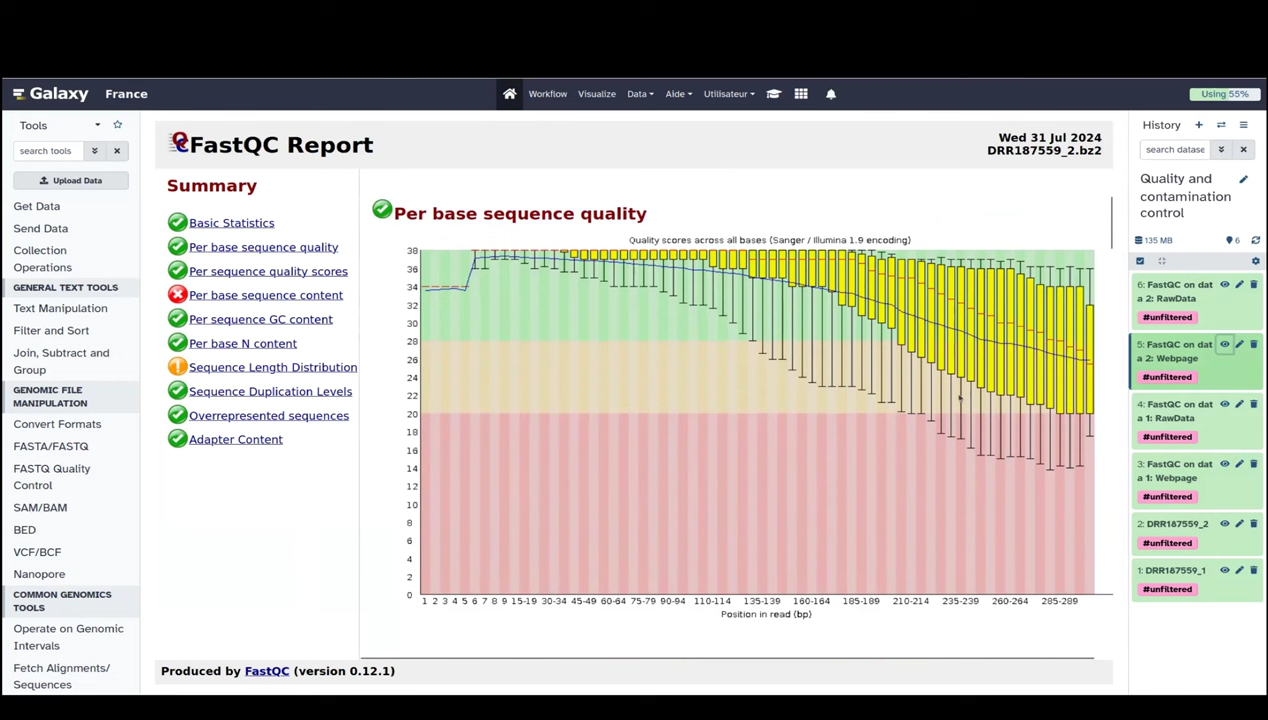 Galaxy France Workflow Visualize Data Aide Utilisateur Using 55%
Tools
search tools
Upload Data
Get Data
Send Data
Collection
Operations
GENERAL TEXT TOOLS
Text Manipulation
Filter and Sort
Join, Subtract and
Group
GENOMIC FILE
MANIPULATION
Convert Formats
FASTA/FASTQ
FASTQ Quality
Control
SAM/BAM
BED
VCF/BCF
Nanopore
COMMON GENOMICS
TOOLS
Operate on Genomic
Intervals
Fetch Alignments/
Sequences
FastQC Report
Wed 31 Jul 2024
DRR187559_2.bz2
Summary
Basic Statistics
Per base sequence quality
Per sequence quality scores
Per base sequence content
Per sequence GC content
Per base N content
Sequence Length Distribution
Sequence Duplication Levels
Overrepresented sequences
Adapter Content
Per base sequence quality
Quality scores across all bases (Sanger / Illumina 1.9 encoding)
38
36
34
32
30
28
26
24
22
20
18
16
14
12
10
8
6
4
2
0
1 2 3 4 5 6 7 8 9 15-19 30-34 45-49 60-64 75-79 90-94 110-114 135-139 160-164 185-189 210-214 235-239 260-264 285-289
Position in read (bp)
Produced by FastQC (version 0.12.1)
History
search datase
Quality and
contamination
control
135 MB 6
6: FastQC on dat
a 2: RawData
#unfiltered
5: FastQC on dat
a 2: Webpage
#unfiltered
4: FastQC on dat
a 1: RawData
#unfiltered
3: FastQC on dat
a 1: Webpage
#unfiltered
2: DRR187559_2
#unfiltered
1: DRR187559_1
#unfiltered